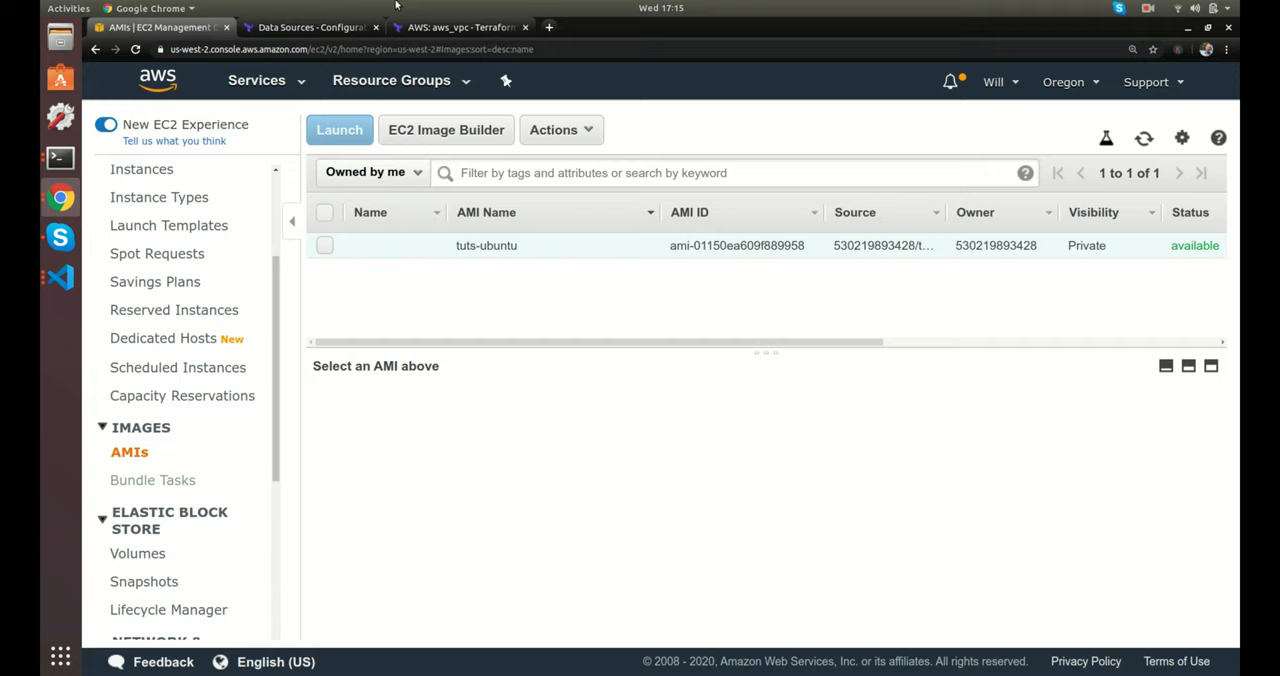 Activities Google Chrome Wed 17:15
AMIs | EC2 Management C Data Sources - Configurat AWS: aws_vpc - Terraform
us-west-2.console.aws.amazon.com/ec2/v2/home?region=us-west-2#Images:sort=desc:name
aws Services Resource Groups Will Oregon Support
New EC2 Experience
Tell us what you think
Launch EC2 Image Builder Actions
Owned by me Filter by tags and attributes or search by keyword 1 to 1 of 1
Name AMI Name AMI ID Source Owner Visibility Status
tuts-ubuntu ami-01150ea609f889958 530219893428/t... 530219893428 Private available
Select an AMI above
Instances
Instance Types
Launch Templates
Spot Requests
Savings Plans
Reserved Instances
Dedicated Hosts New
Scheduled Instances
Capacity Reservations
IMAGES
AMIs
Bundle Tasks
ELASTIC BLOCK
STORE
Volumes
Snapshots
Lifecycle Manager
Feedback English (US) © 2008 - 2020, Amazon Web Services, Inc. or its affiliates. All rights reserved. Privacy Policy Terms of Use